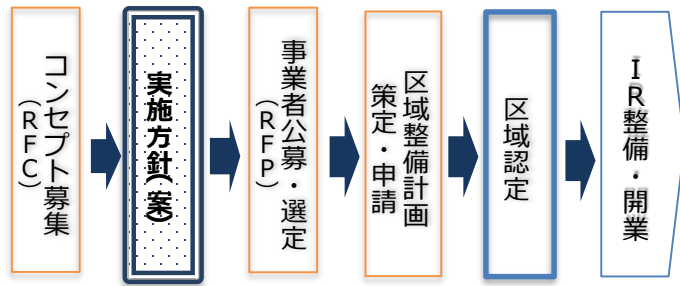 コンセプト募集
（RFC）
実施方針（案）
事業者公募・選定
（RFP）
区域整備計画
策定・申請
区域認定
IR整備・開業